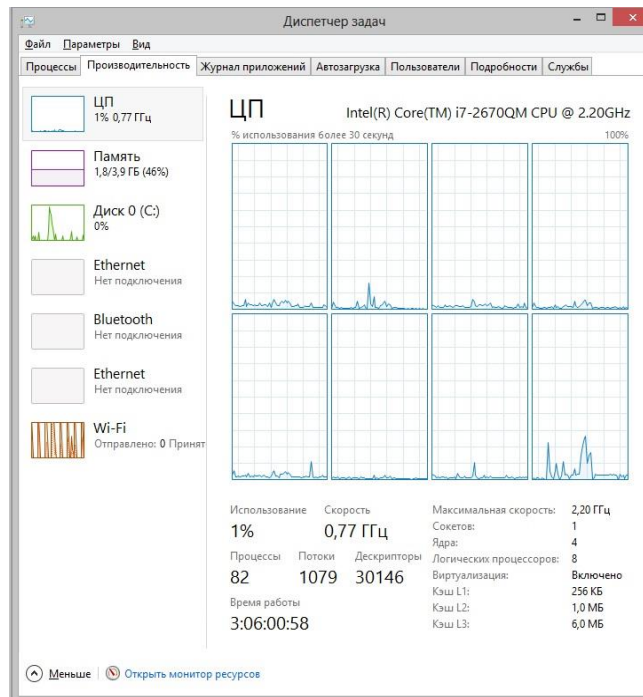 Диспетчер задач
Файл Параметры Вид
Процессы Производительность Журнал приложений Автозагрузка Пользователи Подробности Службы
ЦП
1% 0,77 ГГц
Память
1,8/3,9 ГБ (46%)
Диск 0 (C:)
0%
Ethernet
Нет подключения
Bluetooth
Нет подключения
Ethernet
Нет подключения
Wi-Fi
Отправлено: 0 Принят
ЦП Intel(R) Core(TM) i7-2670QM CPU @ 2.20GHz
% использования более 30 секунд 100%
Использование Скорость
1% 0,77 ГГц
Процессы Потоки Дескрипторы
82 1079 30146
Время работы
3:06:00:58
Максимальная скорость: 2,20 ГГц
Сокетов: 1
Ядра: 4
Логических процессоров: 8
Виртуализация: Включено
Кэш L1: 256 КБ
Кэш L2: 1,0 МБ
Кэш L3: 6,0 МБ
Меньше Открыть монитор ресурсов